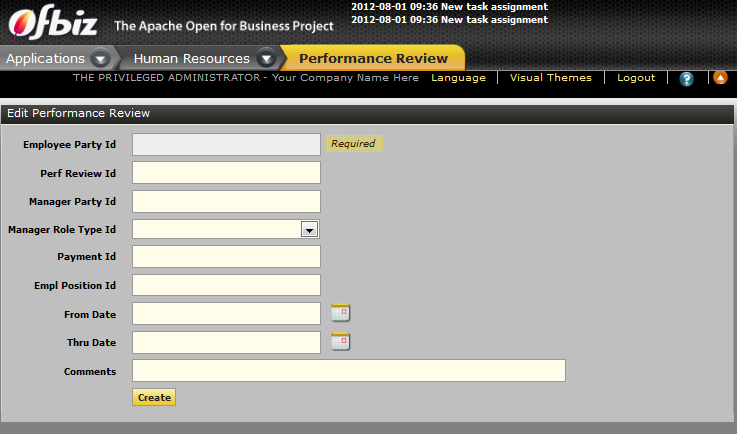 2012-08-01 09:36 New task assignment
2012-08-01 09:36 New task assignment
Ofbiz The Apache Open for Business Project
Applications Human Resources Performance Review
THE PRIVILEGED ADMINISTRATOR - Your Company Name Here Language Visual Themes Logout ?
Edit Performance Review
Employee Party Id Required
Perf Review Id
Manager Party Id
Manager Role Type Id
Payment Id
Empl Position Id
From Date
Thru Date
Comments
Create